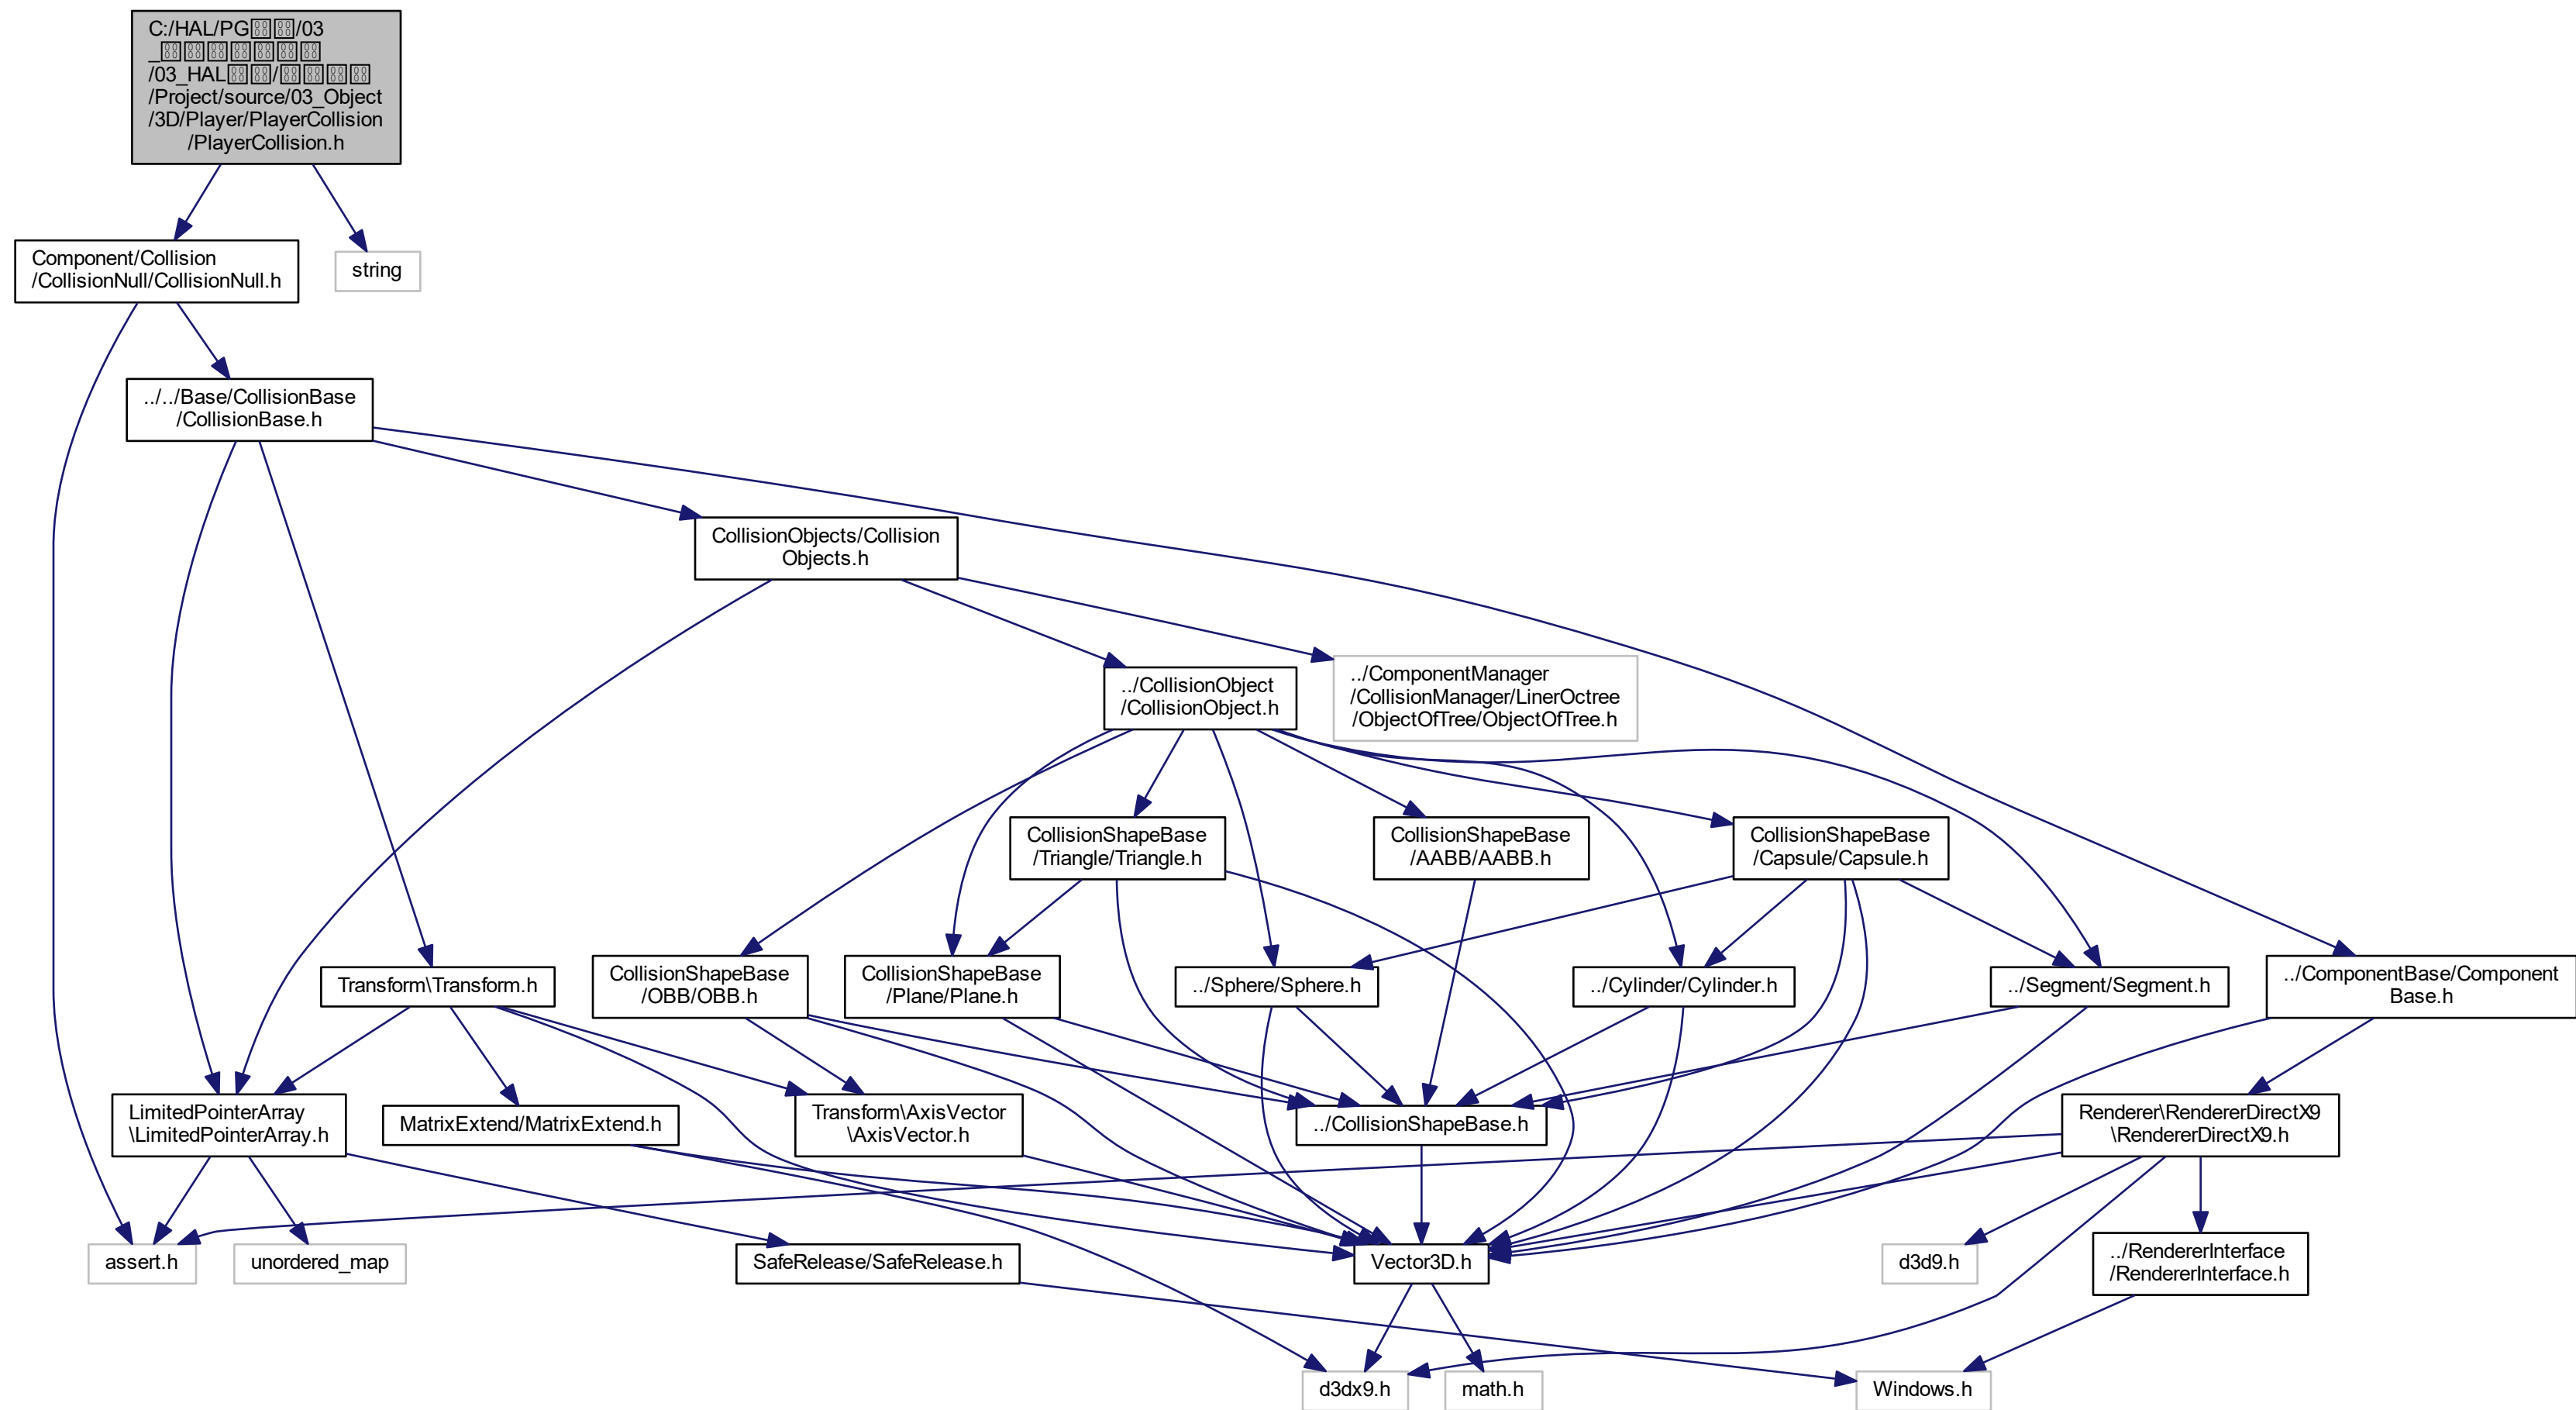 C:/HAL/PG/03
_
/03_HAL/
/Project/source/03_Object
/3D/Player/PlayerCollision
/PlayerCollision.h
Component/Collision
/CollisionNull/CollisionNull.h
string
../../Base/CollisionBase
/CollisionBase.h
CollisionObjects/Collision
Objects.h
../CollisionObject
/CollisionObject.h
../ComponentManager
/CollisionManager/LinerOctree
/ObjectOfTree/ObjectOfTree.h
CollisionShapeBase
/Triangle/Triangle.h
CollisionShapeBase
/AABB/AABB.h
CollisionShapeBase
/Capsule/Capsule.h
Transform\Transform.h
CollisionShapeBase
/OBB/OBB.h
CollisionShapeBase
/Plane/Plane.h
../Sphere/Sphere.h
../Cylinder/Cylinder.h
../Segment/Segment.h
../ComponentBase/Component
Base.h
LimitedPointerArray
\LimitedPointerArray.h
MatrixExtend/MatrixExtend.h
Transform\AxisVector
\AxisVector.h
../CollisionShapeBase.h
Renderer\RendererDirectX9
\RendererDirectX9.h
assert.h
unordered_map
SafeRelease/SafeRelease.h
Vector3D.h
d3d9.h
../RendererInterface
/RendererInterface.h
d3dx9.h
math.h
Windows.h